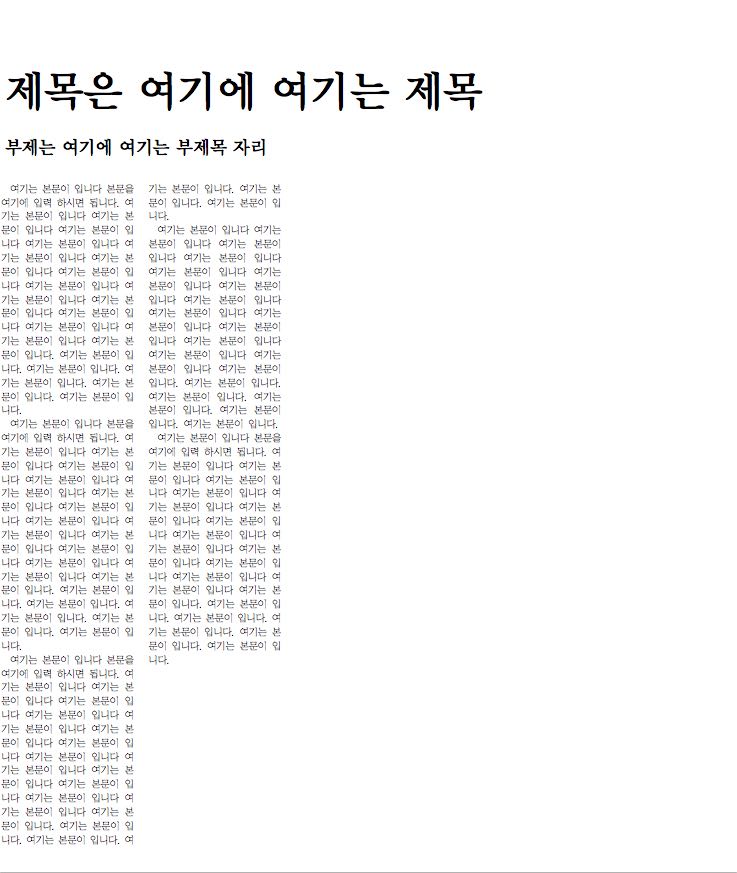 제목은 여기에 여기는 제목
부제는 여기에 여기는 부제목 자리
여기는 본문이 입니다 본문을
여기에 입력 하시면 됩니다. 여
기는 본문이 입니다 여기는 본
문이 입니다 여기는 본문이 입
니다 여기는 본문이 입니다 여
기는 본문이 입니다 여기는 본
문이 입니다 여기는 본문이 입
니다 여기는 본문이 입니다 여
기는 본문이 입니다 여기는 본
문이 입니다 여기는 본문이 입
니다 여기는 본문이 입니다 여
기는 본문이 입니다 여기는 본
문이 입니다. 여기는 본문이 입
니다. 여기는 본문이 입니다. 여
기는 본문이 입니다. 여기는 본
문이 입니다. 여기는 본문이 입
니다.
여기는 본문이 입니다 본문을
여기에 입력 하시면 됩니다. 여
기는 본문이 입니다 여기는 본
문이 입니다 여기는 본문이 입
니다 여기는 본문이 입니다 여
기는 본문이 입니다 여기는 본
문이 입니다 여기는 본문이 입
니다 여기는 본문이 입니다 여
기는 본문이 입니다 여기는 본
문이 입니다 여기는 본문이 입
니다 여기는 본문이 입니다 여
기는 본문이 입니다 여기는 본
문이 입니다. 여기는 본문이 입
니다. 여기는 본문이 입니다. 여
기는 본문이 입니다. 여기는 본
문이 입니다. 여기는 본문이 입
니다.
여기는 본문이 입니다 본문을
여기에 입력 하시면 됩니다. 여
기는 본문이 입니다 여기는 본
문이 입니다 여기는 본문이 입
니다 여기는 본문이 입니다 여
기는 본문이 입니다 여기는 본
문이 입니다 여기는 본문이 입
니다 여기는 본문이 입니다 여
기는 본문이 입니다 여기는 본
문이 입니다 여기는 본문이 입
니다 여기는 본문이 입니다 여
기는 본문이 입니다 여기는 본
문이 입니다. 여기는 본문이 입
니다. 여기는 본문이 입니다. 여
기는 본문이 입니다. 여기는 본
문이 입니다. 여기는 본문이 입
니다.
여기는 본문이 입니다 여기는
본문이 입니다 여기는 본문이
입니다 여기는 본문이 입니다
여기는 본문이 입니다 여기는
본문이 입니다 여기는 본문이
입니다 여기는 본문이 입니다
여기는 본문이 입니다 여기는
본문이 입니다 여기는 본문이
입니다 여기는 본문이 입니다
여기는 본문이 입니다 여기는
본문이 입니다 여기는 본문이
입니다. 여기는 본문이 입니다.
여기는 본문이 입니다. 여기는
본문이 입니다. 여기는 본문이
입니다. 여기는 본문이 입니다.
여기는 본문이 입니다 본문을
여기에 입력 하시면 됩니다. 여
기는 본문이 입니다 여기는 본
문이 입니다 여기는 본문이 입
니다 여기는 본문이 입니다 여
기는 본문이 입니다 여기는 본
문이 입니다 여기는 본문이 입
니다 여기는 본문이 입니다 여
기는 본문이 입니다 여기는 본
문이 입니다 여기는 본문이 입
니다 여기는 본문이 입니다 여
기는 본문이 입니다 여기는 본
문이 입니다. 여기는 본문이 입
니다. 여기는 본문이 입니다. 여
기는 본문이 입니다. 여기는 본
문이 입니다. 여기는 본문이 입
니다.